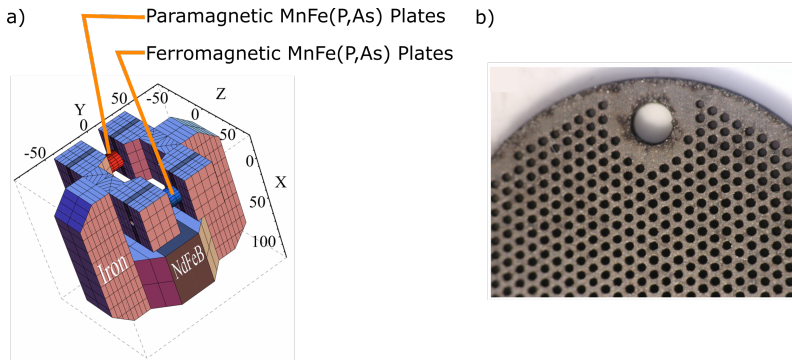 a)
Paramagnetic MnFe(P,As) Plates
b)
Ferromagnetic MnFe(P,As) Plates
Z
Y
50
-50
0
0
50
-50
0
X
50
100
Iron
NdFeB